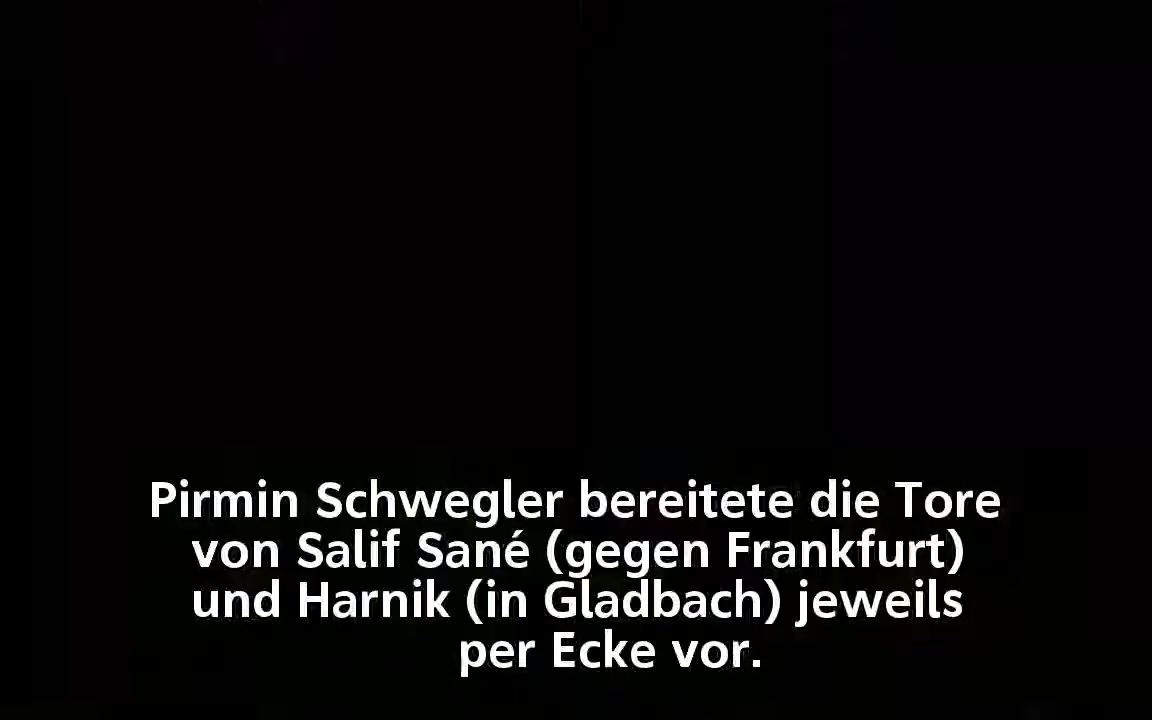 Pirmin Schwegler bereitete die Tore
von Salif Sané (gegen Frankfurt)
und Harnik (in Gladbach) jeweils
per Ecke vor.